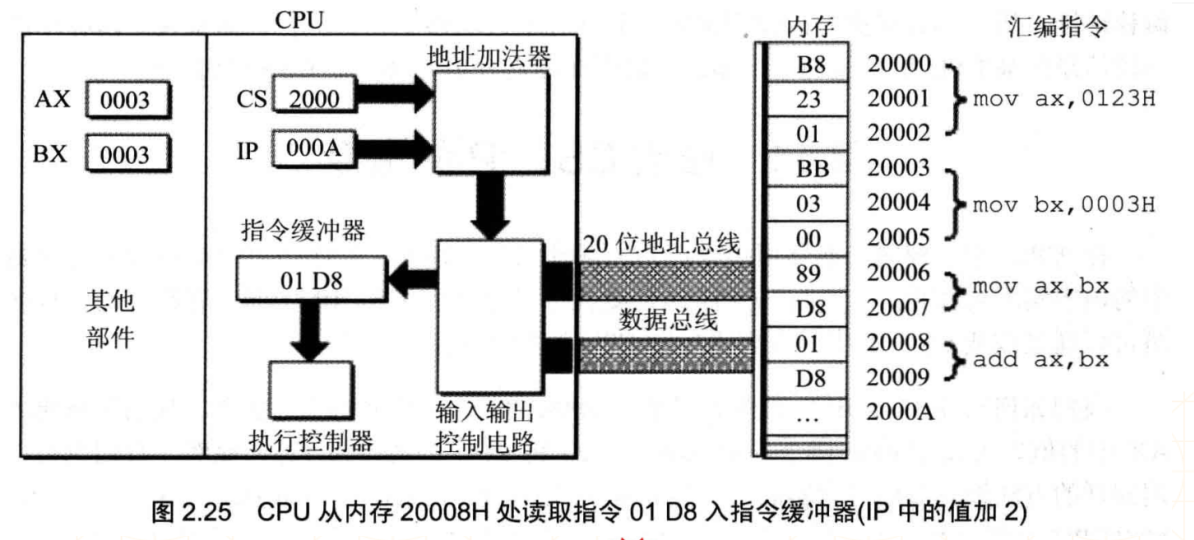 CPU
内存
汇编指令
地址加法器
AX 0003
BX 0003
CS 2000
IP 000A
指令缓冲器
01 D8
其他
部件
执行控制器
输入输出
控制电路
20 位地址总线
数据总线
B8 20000
23 20001
01 20002
BB 20003
03 20004
00 20005
89 20006
D8 20007
01 20008
D8 20009
… 2000A
mov ax,0123H
mov bx,0003H
mov ax,bx
add ax,bx
图 2.25 CPU 从内存 20008H 处读取指令 01 D8 入指令缓冲器(IP 中的值加 2)